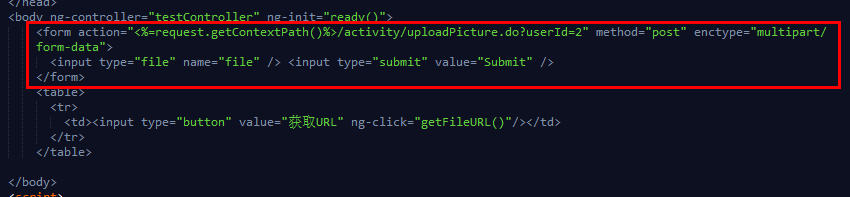 </head>
<body ng-controller="testController" ng-init="ready()">
<form action="<%=request.getContextPath()%>/activity/uploadPicture.do?userId=2" method="post" enctype="multipart/
form-data">
<input type="file" name="file" /> <input type="submit" value="Submit" />
</form>
<table>
<tr>
<td><input type="button" value="获取URL" ng-click="getFileURL()"/></td>
</tr>
</table>
</body>
<script>